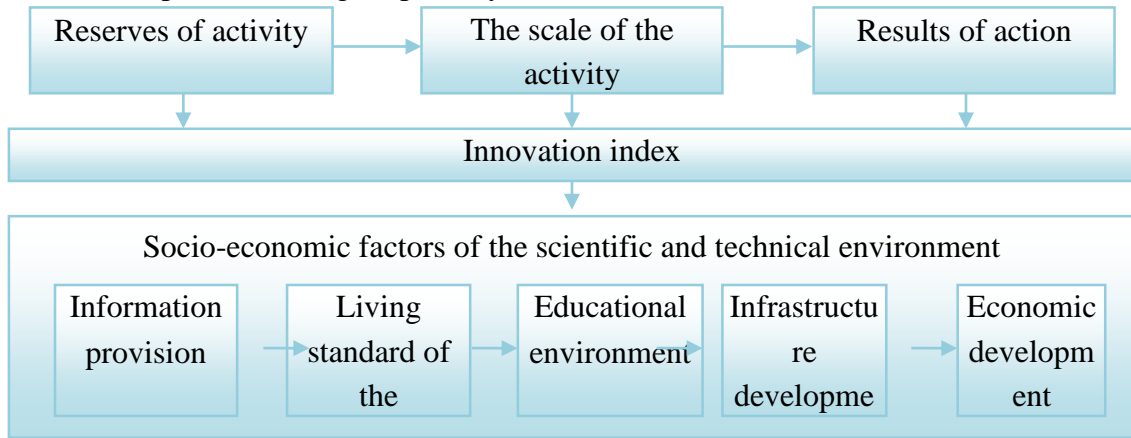 Reserves of activity
The scale of the
activity
Results of action
Innovation index
Socio-economic factors of the scientific and technical environment
Information
provision
Living
standard of
the
Educational
environment
Infrastructu
re
developme
Economic
developm
ent